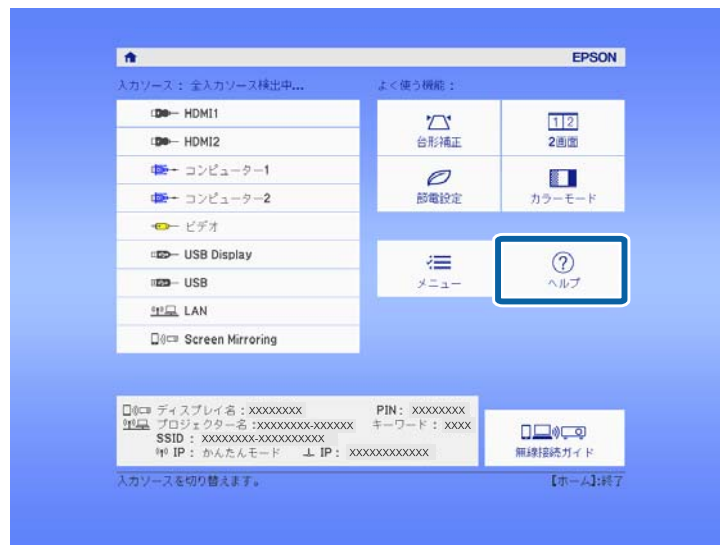 EPSON
入力ソース： 全入力ソース検出中...
よく使う機能：
HDMI1
HDMI2
コンピューター1
コンピューター2
ビデオ
USB Display
USB
LAN
Screen Mirroring
台形補正
1 2
2画面
節電設定
カラーモード
メニュー
?
ヘルプ
ディスプレイ名：XXXXXXXX
PIN： XXXXXXXX
プロジェクター名：XXXXXXXX-XXXXXX
キーワード： XXXX
SSID： XXXXXXXX-XXXXXXXXXX
IP： かんたんモード
IP： XXXXXXXXXXXX
無線接続ガイド
入力ソースを切り替えます。
【ホーム】:終了